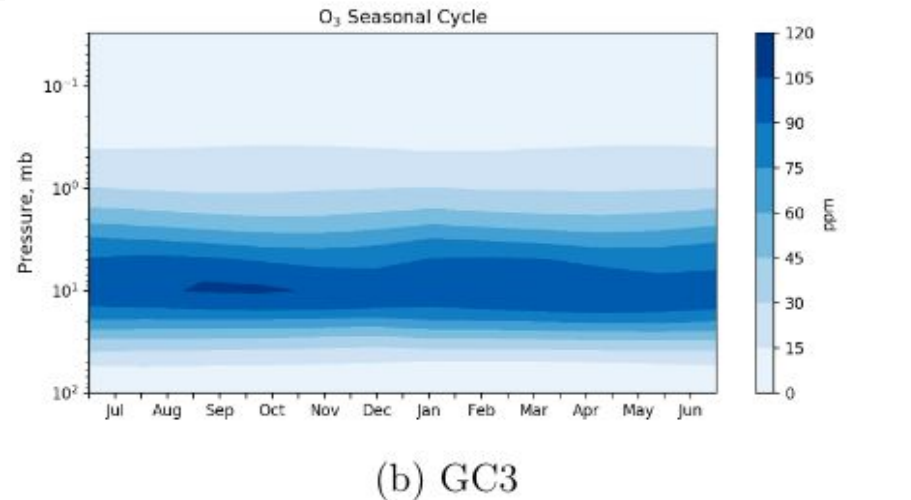 O₃ Seasonal Cycle
Pressure, mb
10⁻¹
10⁰
10¹
10²
Jul Aug Sep Oct Nov Dec Jan Feb Mar Apr May Jun
120
105
90
75
60
45
30
15
0
ppm
(b) GC3